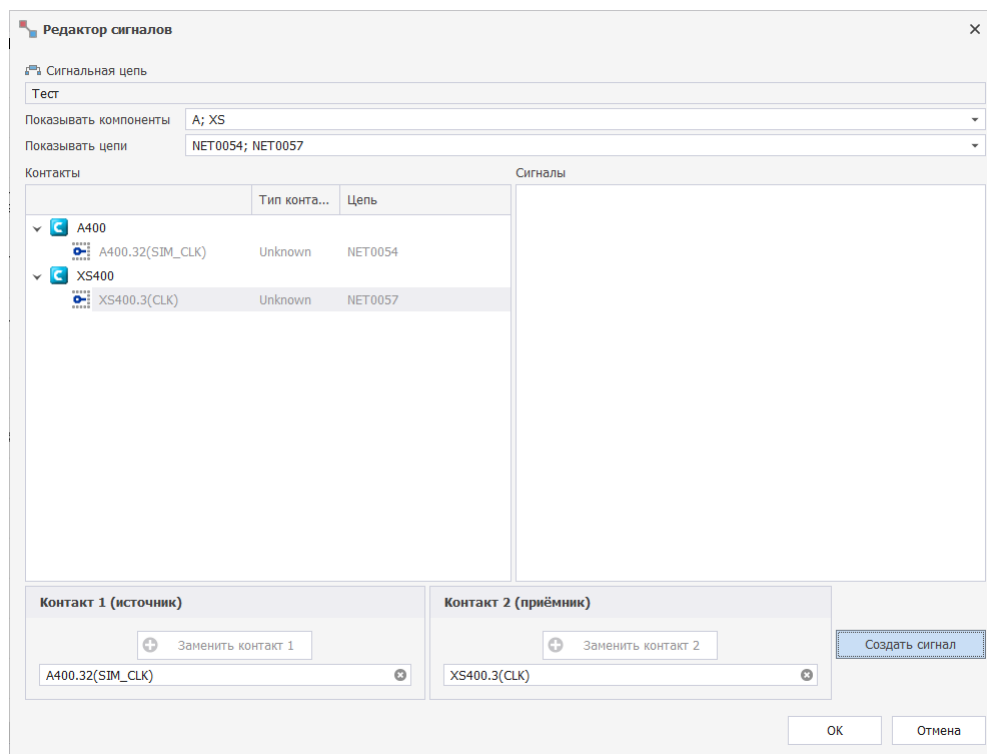 Редактор сигналов
Сигнальная цепь
Тест
Показывать компоненты A; XS
Показывать цепи NET0054; NET0057
Контакты Сигналы
Тип конта... Цепь
A400
A400.32(SIM_CLK) Unknown NET0054
XS400
XS400.3(CLK) Unknown NET0057
Контакт 1 (источник) Контакт 2 (приёмник)
Заменить контакт 1 Заменить контакт 2 Создать сигнал
A400.32(SIM_CLK) XS400.3(CLK)
OK Отмена